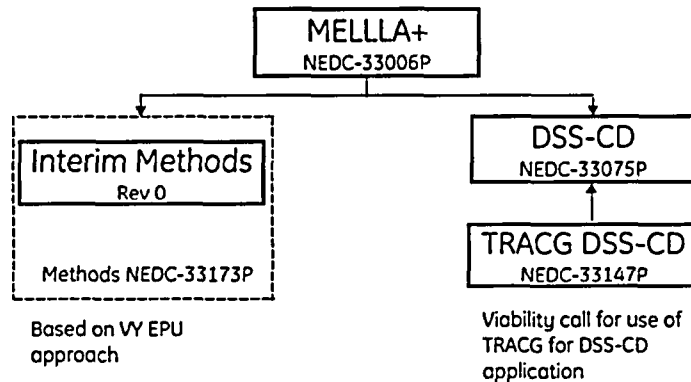 MELLLA+
NEDC-33006P
Interim Methods
Rev 0
Methods NEDC-33173P
Based on VY EPU
approach
DSS-CD
NEDC-33075P
TRACG DSS-CD
NEDC-33147P
Viability call for use of
TRACG for DSS-CD
application